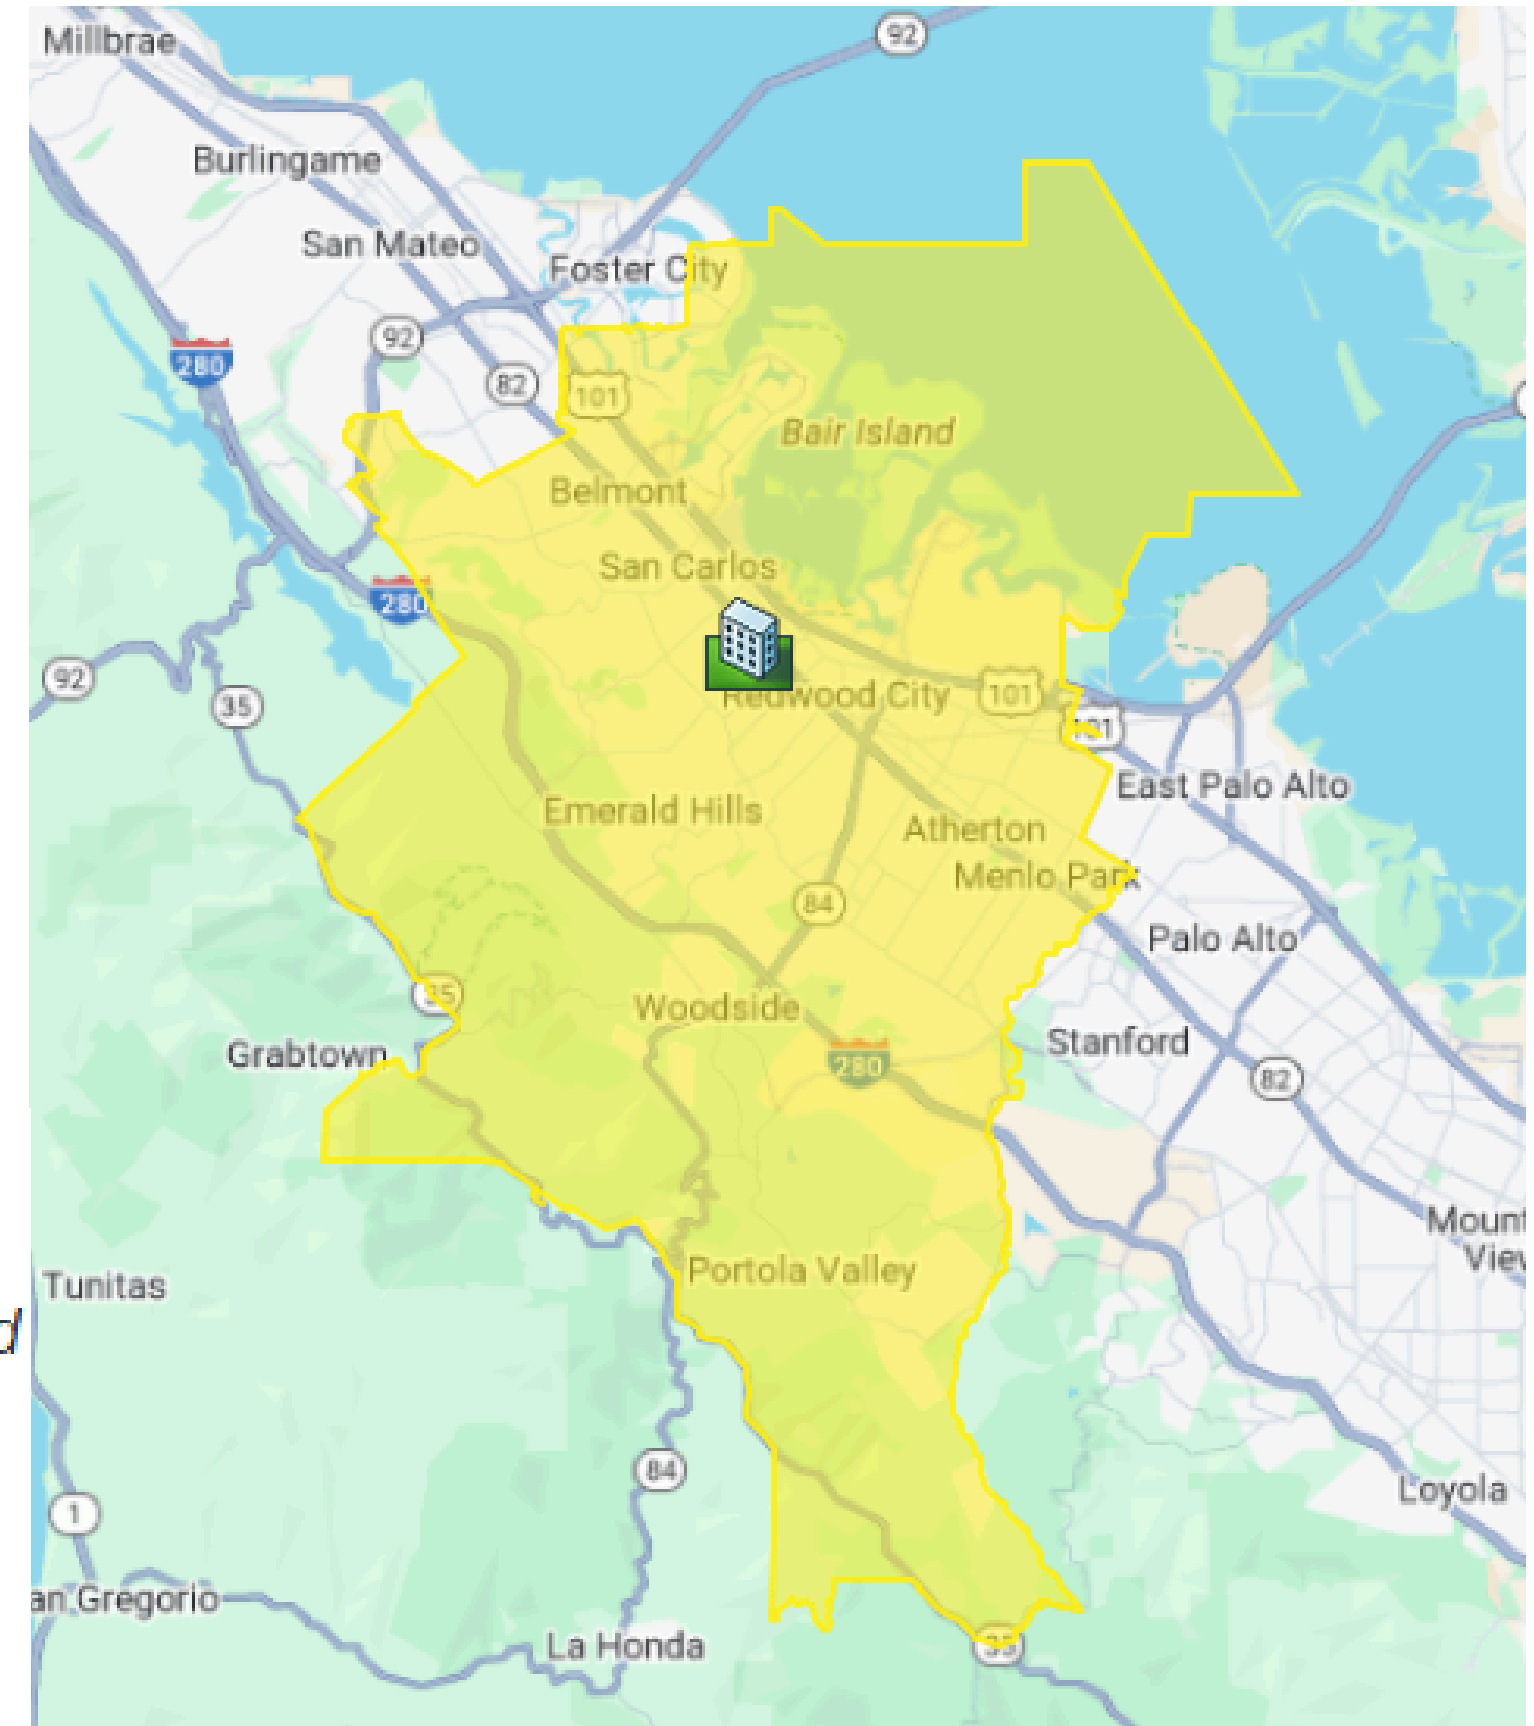 Millbrae
92
Burlingame
San Mateo
Foster City
92
280
82
101
Bair Island
Belmont
San Carlos
280
92
35
Redwood City
101
101
East Palo Alto
Emerald Hills
Atherton
Menlo Park
84
Palo Alto
35
Woodside
Stanford
Grabtown
280
82
Mount
View
Portola Valley
Tunitas
d
84
Loyola
1
an Gregorio
La Honda
35